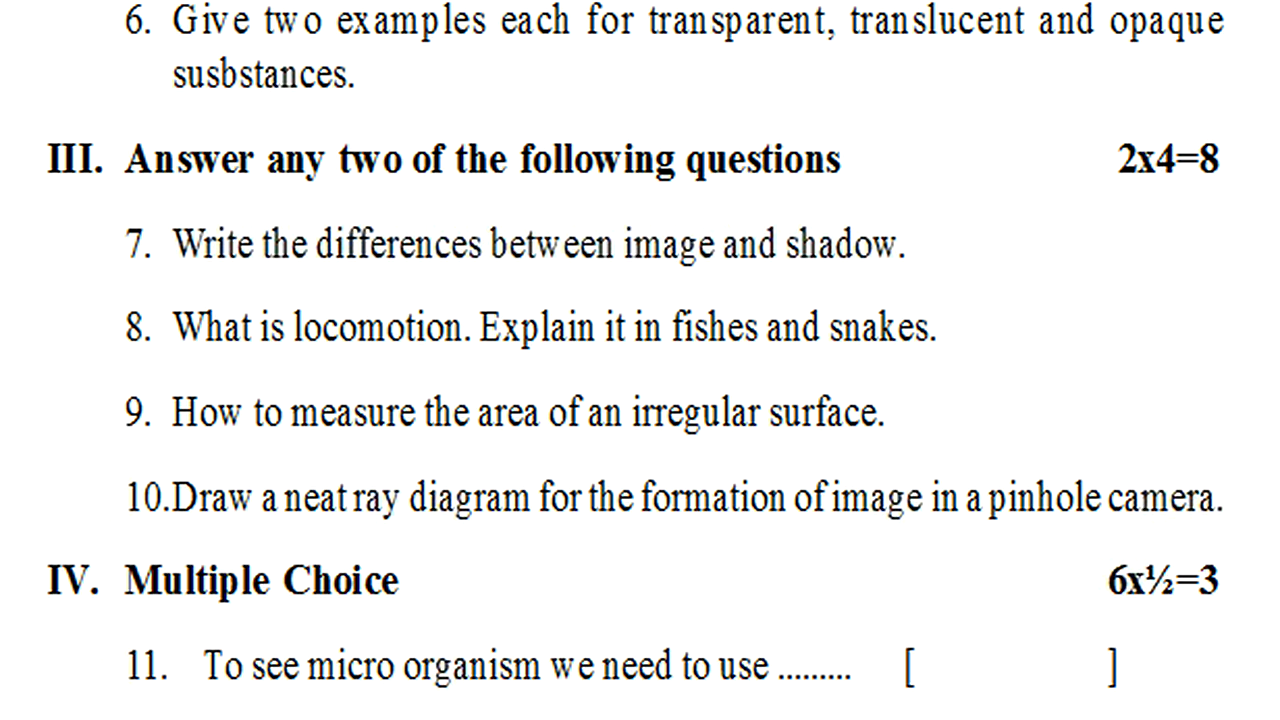 6. Give two examples each for transparent, translucent and opaque
susbstances.
III. Answer any two of the following questions 2x4=8
7. Write the differences between image and shadow.
8. What is locomotion. Explain it in fishes and snakes.
9. How to measure the area of an irregular surface.
10.Draw a neat ray diagram for the formation of image in a pinhole camera.
IV. Multiple Choice 6x½=3
11. To see micro organism we need to use ......... [ ]